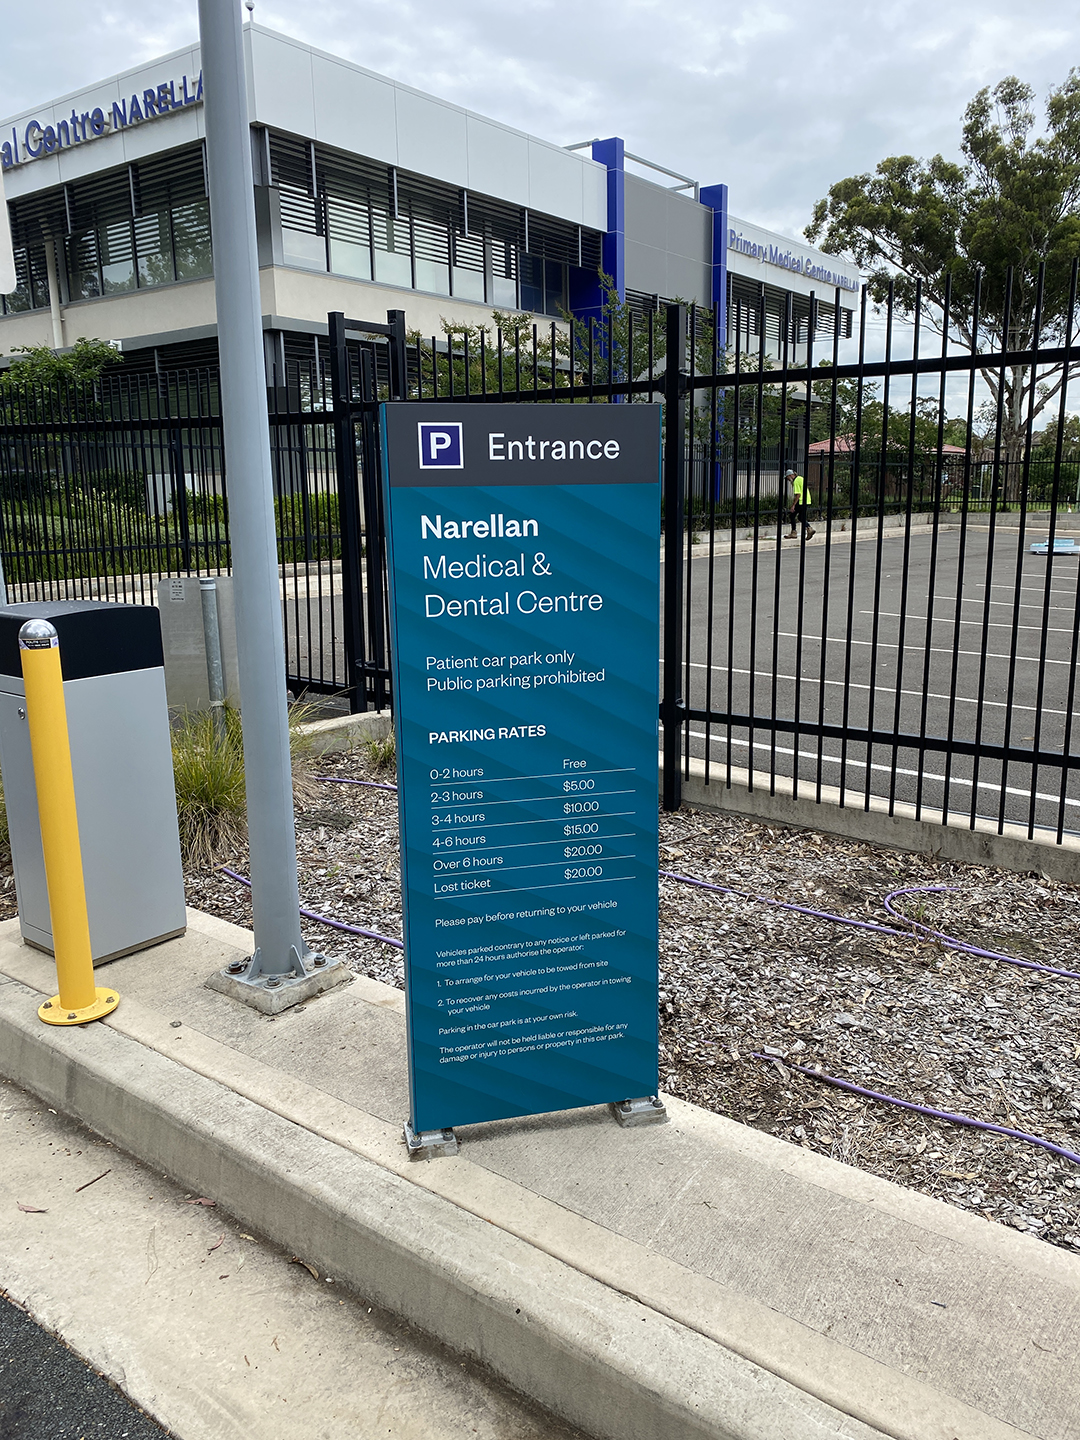 al Centre NARELLA
Primary Medical Centre NARELLAN
P Entrance
Narellan
Medical &
Dental Centre
Patient car park only
Public parking prohibited
PARKING RATES
0-2 hours Free
2-3 hours $5.00
3-4 hours $10.00
4-6 hours $15.00
Over 6 hours $20.00
Lost ticket $20.00
Please pay before returning to your vehicle
Vehicles parked contrary to any notice or left parked for
more than 24 hours authorise the operator:
1. To arrange for your vehicle to be towed from site
2. To recover any costs incurred by the operator in towing
your vehicle
Parking in the car park is at your own risk.
The operator will not be held liable or responsible for any
damage or injury to persons or property in this car park.